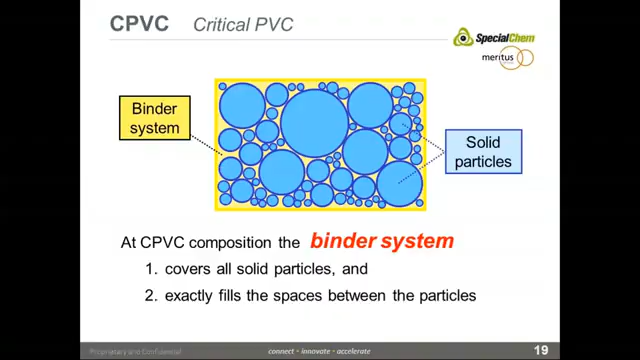 CPVC Critical PVC
SpecialChem
meritus
Binder
system
Solid
particles
At CPVC composition the binder system
1. covers all solid particles, and
2. exactly fills the spaces between the particles
Proprietary and Confidential
connect • innovate • accelerate
19